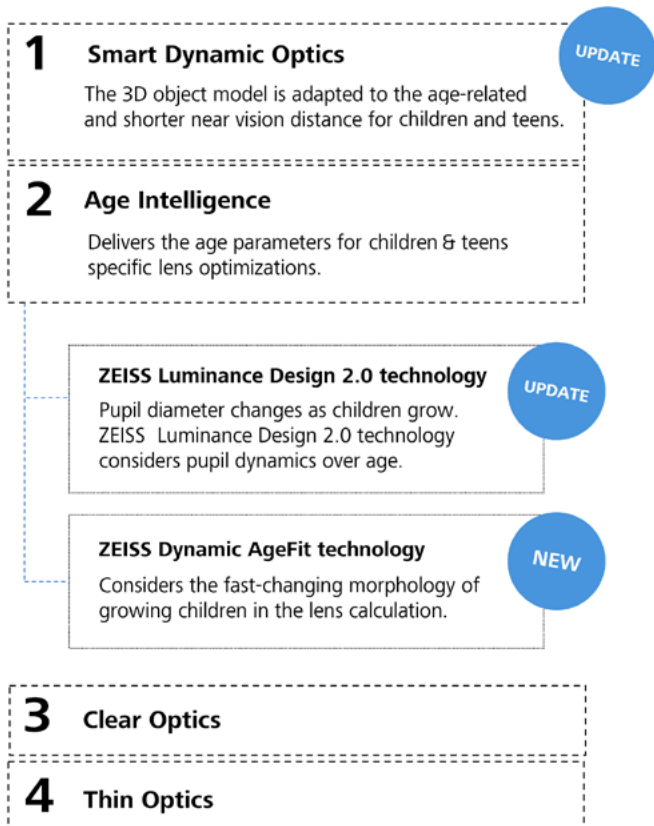 1 Smart Dynamic Optics
UPDATE
The 3D object model is adapted to the age-related
and shorter near vision distance for children and teens.
2 Age Intelligence
Delivers the age parameters for children & teens
specific lens optimizations.
ZEISS Luminance Design 2.0 technology
UPDATE
Pupil diameter changes as children grow.
ZEISS Luminance Design 2.0 technology
considers pupil dynamics over age.
ZEISS Dynamic AgeFit technology
NEW
Considers the fast-changing morphology of
growing children in the lens calculation.
3 Clear Optics
4 Thin Optics